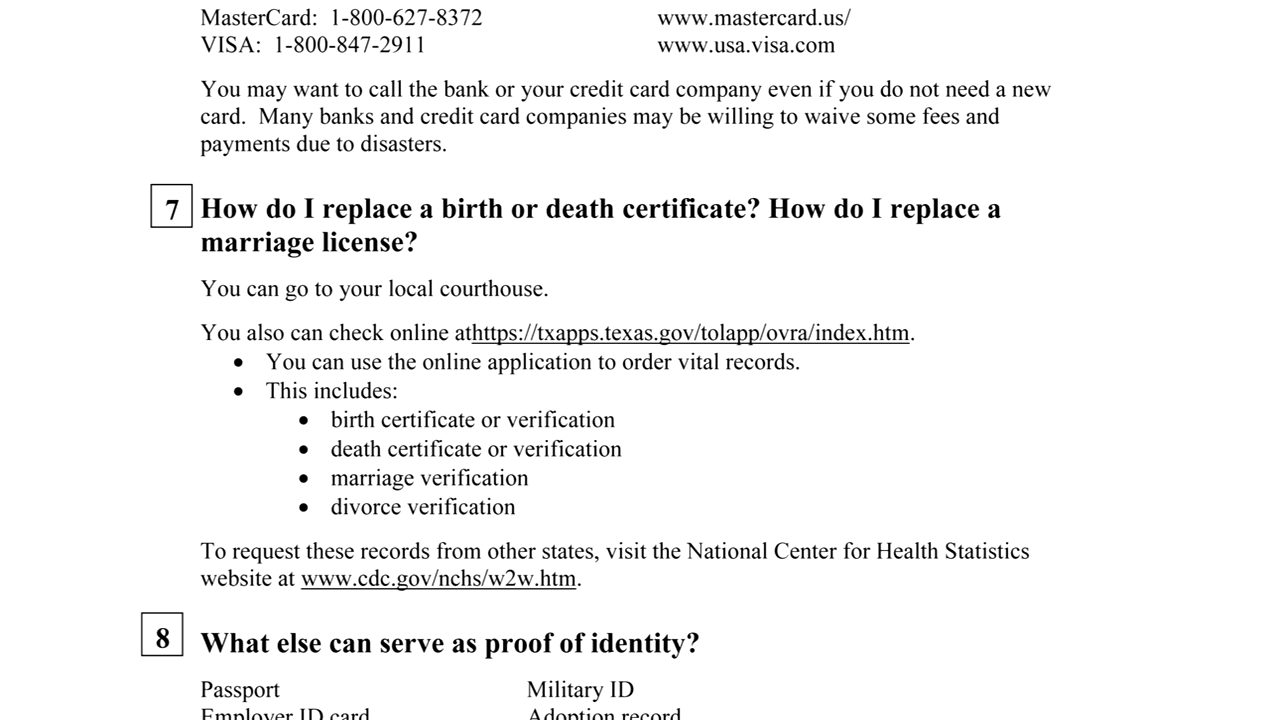 MasterCard: 1-800-627-8372 www.mastercard.us/
VISA: 1-800-847-2911 www.usa.visa.com
You may want to call the bank or your credit card company even if you do not need a new
card. Many banks and credit card companies may be willing to waive some fees and
payments due to disasters.
7 How do I replace a birth or death certificate? How do I replace a
marriage license?
You can go to your local courthouse.
You also can check online athttps://txapps.texas.gov/tolapp/ovra/index.htm.
• You can use the online application to order vital records.
• This includes:
• birth certificate or verification
• death certificate or verification
• marriage verification
• divorce verification
To request these records from other states, visit the National Center for Health Statistics
website at www.cdc.gov/nchs/w2w.htm.
8 What else can serve as proof of identity?
Passport Military ID
Employer ID card Adoption record